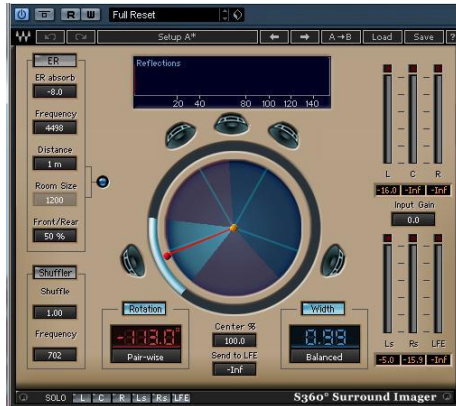 R W Full Reset
Setup A*
A→B Load Save ?
ER
ER absorb
-8.0
Frequency
4498
Distance
1 m
Room Size
1200
Front/Rear
50 %
Shuffler
Shuffle
1.00
Frequency
702
Reflections
20 40 80 100 120 140
Rotation
-113.0°
Pair-wise
Center %
100.0
Send to LFE
-Inf
Width
0.99
Balanced
L C R
-16.0 -Inf -Inf
Input Gain
0.0
Ls Rs LFE
-5.0 -15.9 -Inf
SOLO L C R Ls Rs LFE
S360° Surround Imager